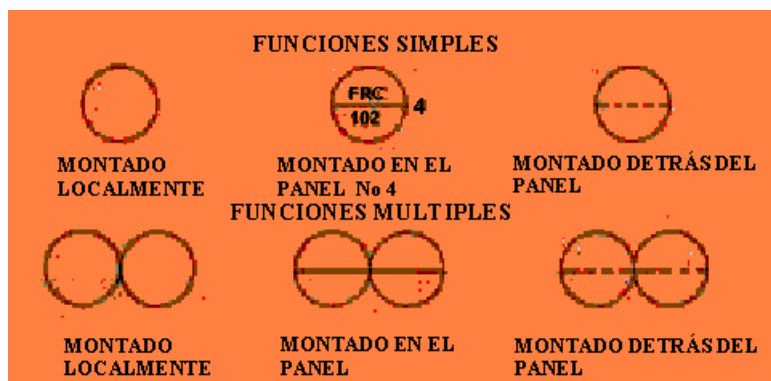 FUNCIONES SIMPLES
FRC
102
4
MONTADO
LOCALMENTE
MONTADO EN EL
PANEL No 4
MONTADO DETRÁS DEL
PANEL
FUNCIONES MULTIPLES
MONTADO
LOCALMENTE
MONTADO EN EL
PANEL
MONTADO DETRÁS DEL
PANEL